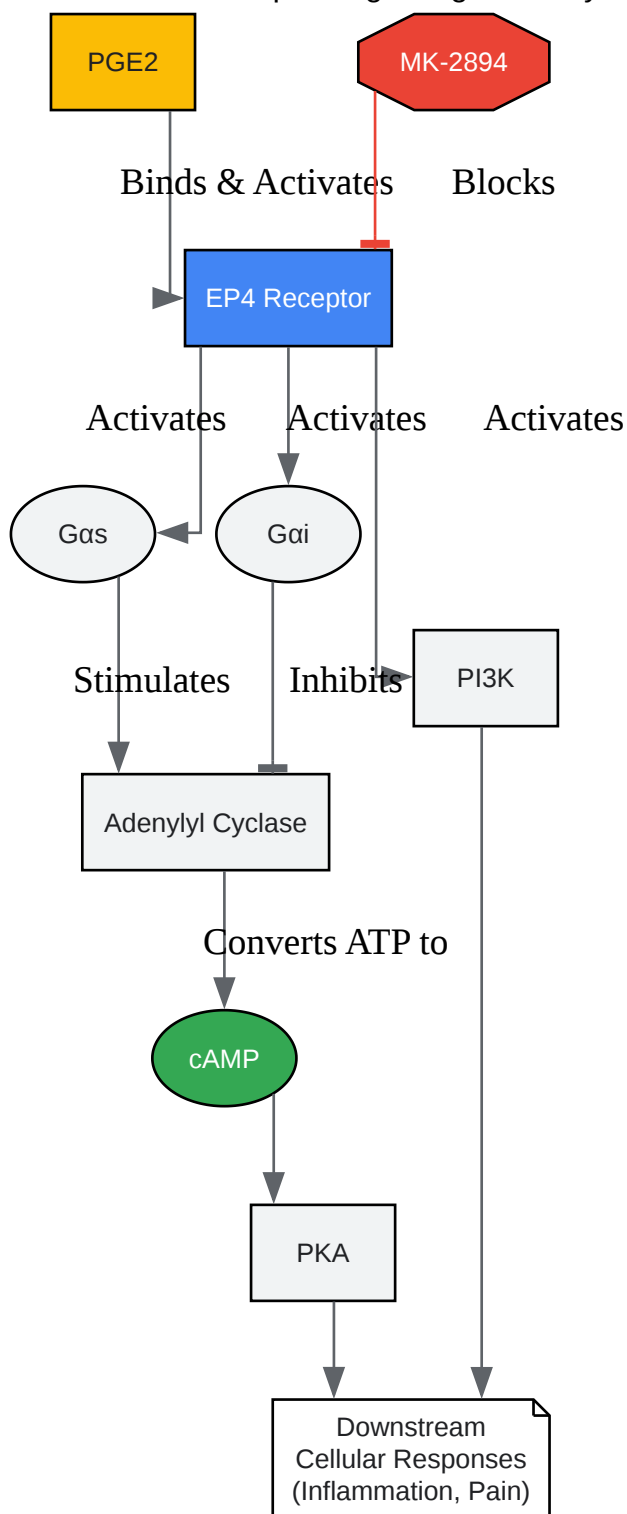 PGE2
MK-2894
Binds & Activates
Blocks
EP4 Receptor
Activates
Activates
Activates
Gαs
Gαi
Stimulates
Inhibits
PI3K
Adenylyl Cyclase
Converts ATP to
cAMP
PKA
Downstream
Cellular Responses
(Inflammation, Pain)